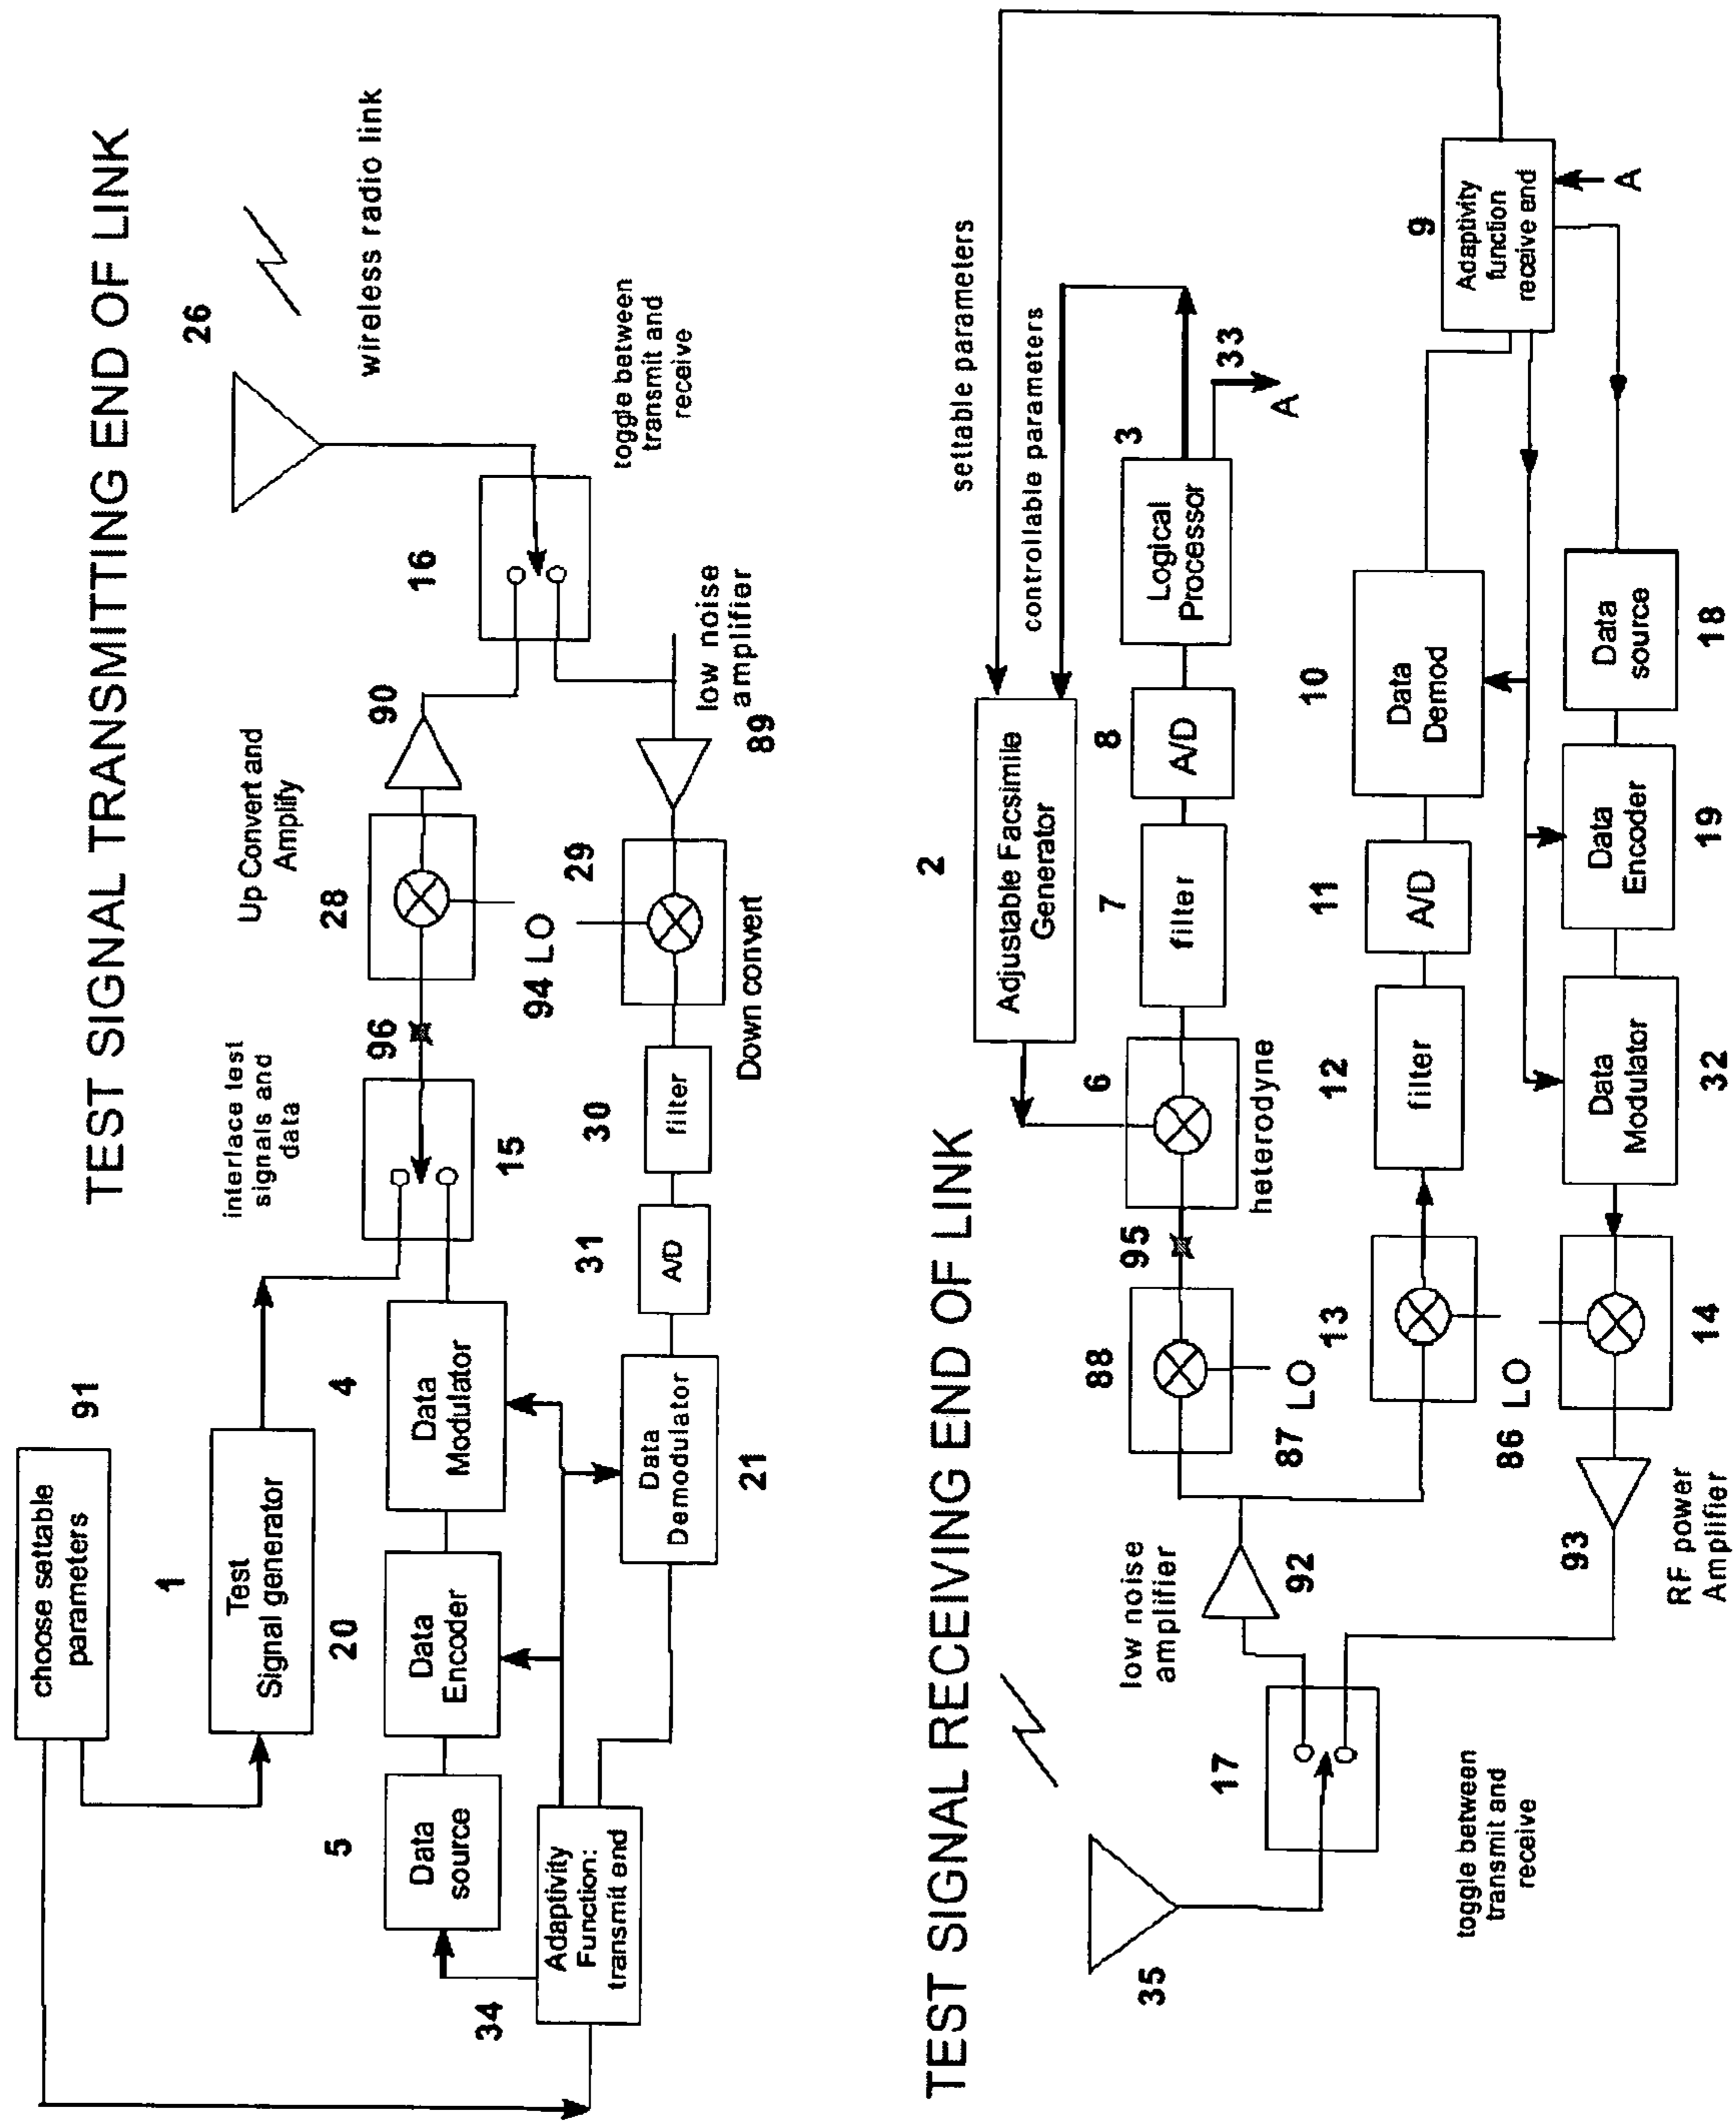 TEST SIGNAL TRANSMITTING END OF LINK
choose settable
parameters
91
1
Test
Signal generator
interlace test
signals and
data
15
96
Up Convert and
Amplify
28
90
94 LO
26
wireless radio link
16
toggle between
transmit and
receive
5
Data
source
20
Data
Encoder
4
Data
Modulator
34
Adaptivity
Function:
transmit end
Data
Demodulator
21
31
A/D
30
filter
29
Down convert
low noise
amplifier
89
TEST SIGNAL RECEIVING END OF LINK
35
17
toggle between
transmit and
receive
low noise
amplifier
92
88
87 LO
95
6
heterodyne
2
Adjustable Facsimile
Generator
settable parameters
controllable parameters
7
filter
8
A/D
3
Logical
Processor
33
A
9
Adaptivity
function
receive end
A
13
12
filter
11
A/D
10
Data
Demod
86 LO
93
RF power
Amplifier
14
Data
Modulator
32
Data
Encoder
19
Data
source
18